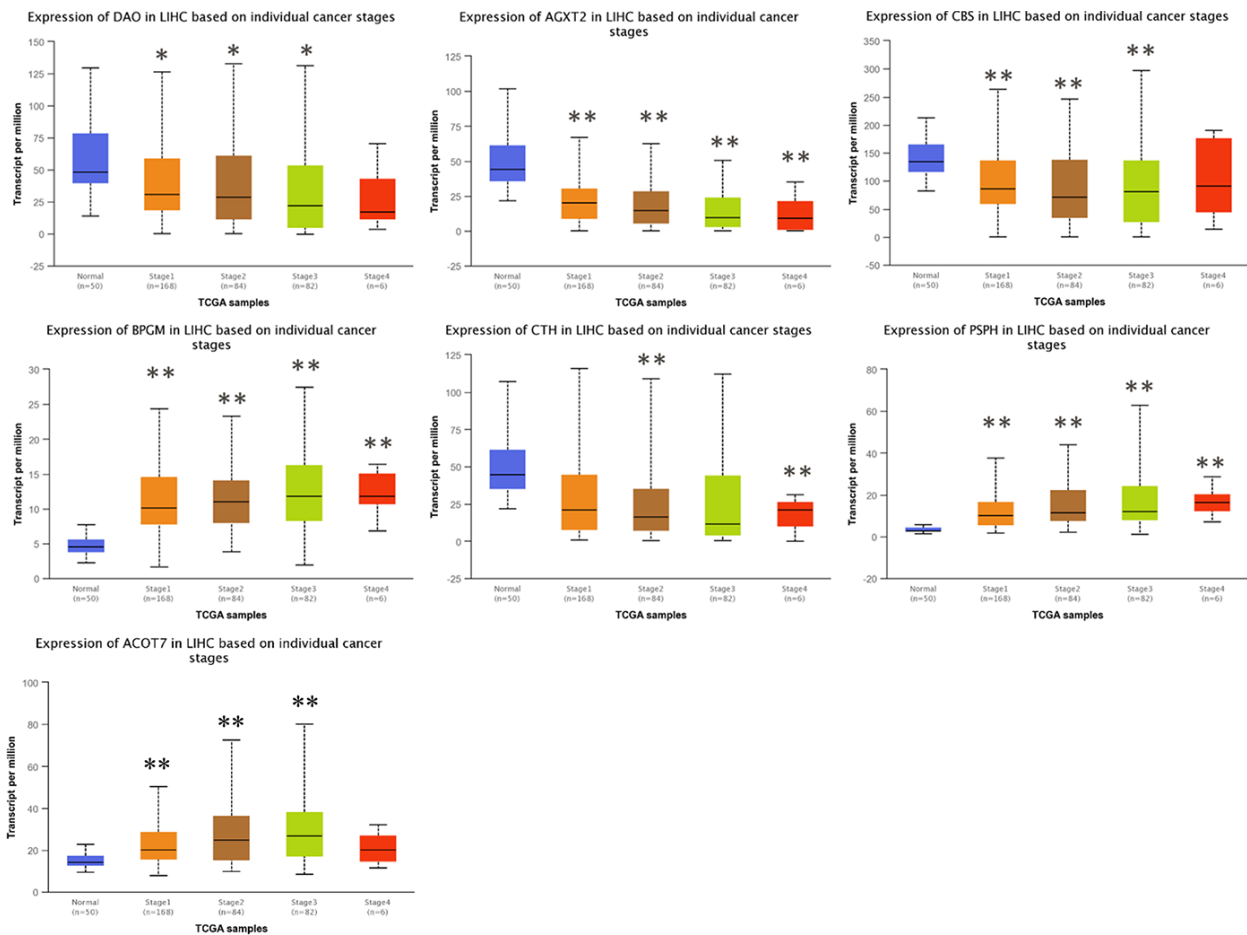 Expression of DAO in LIHC based on individual cancer stages
150
125
100
75
50
25
0
-25
Transcript per million
*
*
*
Normal
(n=50)
Stage1
(n=168)
Stage2
(n=84)
Stage3
(n=82)
Stage4
(n=6)
TCGA samples
Expression of AGXT2 in LIHC based on individual cancer
stages
125
100
75
50
25
0
-25
Transcript per million
**
**
**
**
Normal
(n=50)
Stage1
(n=168)
Stage2
(n=84)
Stage3
(n=82)
Stage4
(n=6)
TCGA samples
Expression of CBS in LIHC based on individual cancer stages
350
300
250
200
150
100
50
0
-50
Transcript per million
**
**
**
Normal
(n=50)
Stage1
(n=168)
Stage2
(n=84)
Stage3
(n=82)
Stage4
(n=6)
TCGA samples
Expression of BPGM in LIHC based on individual cancer
stages
30
25
20
15
10
5
0
Transcript per million
**
**
**
**
Normal
(n=50)
Stage1
(n=168)
Stage2
(n=84)
Stage3
(n=82)
Stage4
(n=6)
TCGA samples
Expression of CTH in LIHC based on individual cancer stages
125
100
75
50
25
0
-25
Transcript per million
**
**
Normal
(n=50)
Stage1
(n=168)
Stage2
(n=84)
Stage3
(n=82)
Stage4
(n=6)
TCGA samples
Expression of PSPH in LIHC based on individual cancer
stages
80
60
40
20
0
-20
Transcript per million
**
**
**
**
Normal
(n=50)
Stage1
(n=168)
Stage2
(n=84)
Stage3
(n=82)
Stage4
(n=6)
TCGA samples
Expression of ACOT7 in LIHC based on individual cancer
stages
100
80
60
40
20
0
Transcript per million
**
**
**
Normal
(n=50)
Stage1
(n=168)
Stage2
(n=84)
Stage3
(n=82)
Stage4
(n=6)
TCGA samples